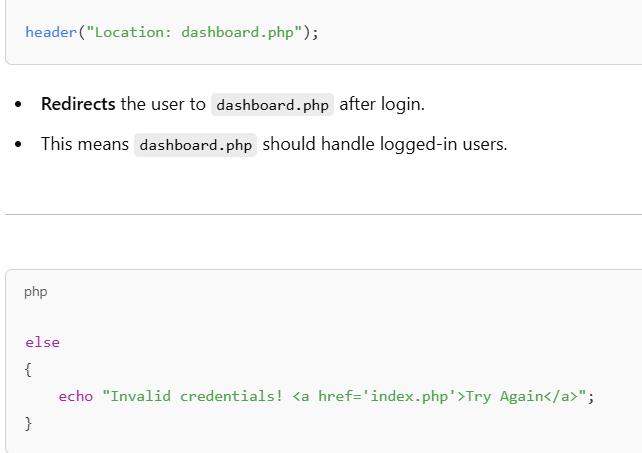 header("Location: dashboard.php");
Redirects the user to dashboard.php after login.
This means dashboard.php should handle logged-in users.
php
else
{
    echo "Invalid credentials! <a href='index.php'>Try Again</a>";
}